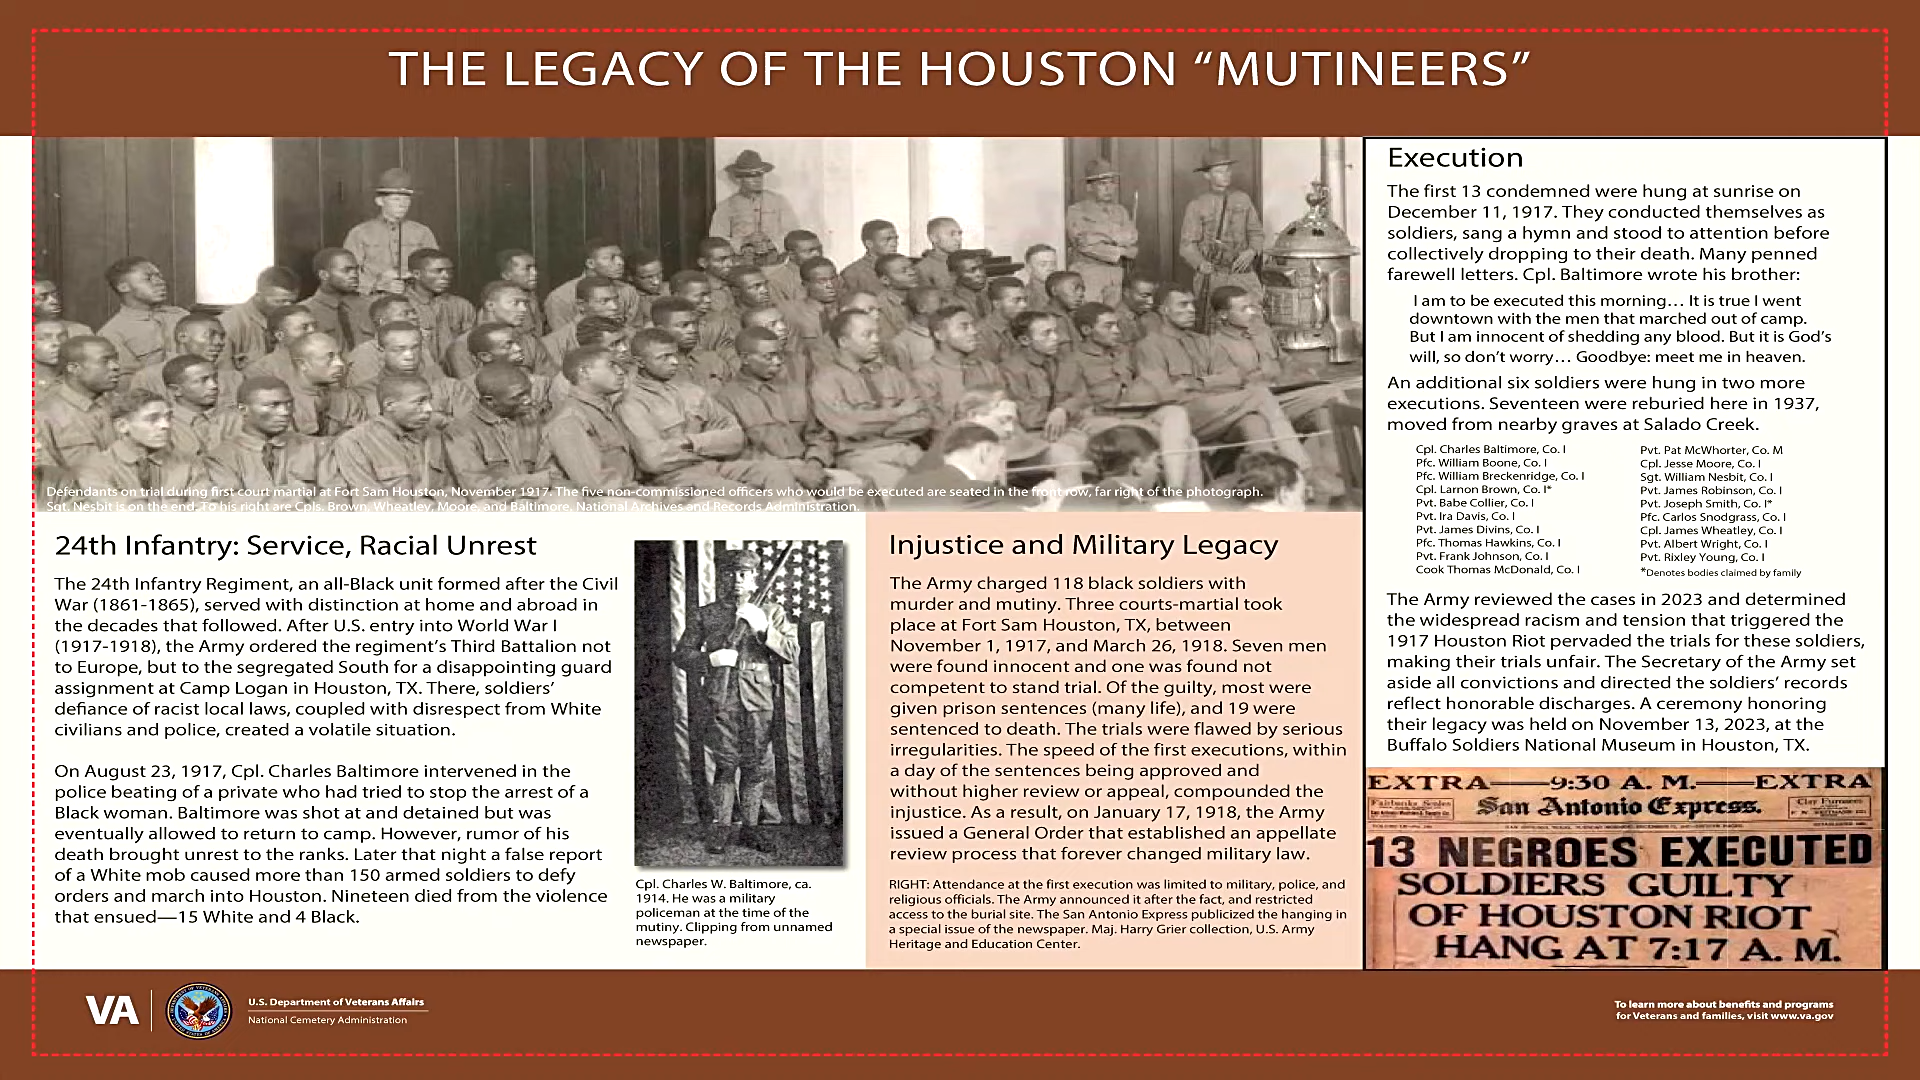 THE LEGACY OF THE HOUSTON “MUTINEERS”
Defendants on trial during first court martial at Fort Sam Houston, November 1917. The five non-commissioned officers who would be executed are seated in the front row, far right of the photograph.
Sgt. Nesbit is on the end. To his right are Cpls. Brown, Wheatley, Moore, and Baltimore, National Archives and Records Administration.
24th Infantry: Service, Racial Unrest
The 24th Infantry Regiment, an all-Black unit formed after the Civil
War (1861-1865), served with distinction at home and abroad in
the decades that followed. After U.S. entry into World War I
(1917-1918), the Army ordered the regiment’s Third Battalion not
to Europe, but to the segregated South for a disappointing guard
assignment at Camp Logan in Houston, TX. There, soldiers’
defiance of racist local laws, coupled with disrespect from White
civilians and police, created a volatile situation.
On August 23, 1917, Cpl. Charles Baltimore intervened in the
police beating of a private who had tried to stop the arrest of a
Black woman. Baltimore was shot at and detained but was
eventually allowed to return to camp. However, rumor of his
death brought unrest to the ranks. Later that night a false report
of a White mob caused more than 150 armed soldiers to defy
orders and march into Houston. Nineteen died from the violence
that ensued—15 White and 4 Black.
Cpl. Charles W. Baltimore, ca.
1914. He was a military
policeman at the time of the
mutiny. Clipping from unnamed
newspaper.
Injustice and Military Legacy
The Army charged 118 black soldiers with
murder and mutiny. Three courts-martial took
place at Fort Sam Houston, TX, between
November 1, 1917, and March 26, 1918. Seven men
were found innocent and one was found not
competent to stand trial. Of the guilty, most were
given prison sentences (many life), and 19 were
sentenced to death. The trials were flawed by serious
irregularities. The speed of the first executions, within
a day of the sentences being approved and
without higher review or appeal, compounded the
injustice. As a result, on January 17, 1918, the Army
issued a General Order that established an appellate
review process that forever changed military law.
RIGHT: Attendance at the first execution was limited to military, police, and
religious officials. The Army announced it after the fact, and restricted
access to the burial site. The San Antonio Express publicized the hanging in
a special issue of the newspaper. Maj. Harry Grier collection, U.S. Army
Heritage and Education Center.
Execution
The first 13 condemned were hung at sunrise on
December 11, 1917. They conducted themselves as
soldiers, sang a hymn and stood to attention before
collectively dropping to their death. Many penned
farewell letters. Cpl. Baltimore wrote his brother:
I am to be executed this morning… It is true I went
downtown with the men that marched out of camp.
But I am innocent of shedding any blood. But it is God’s
will, so don’t worry… Goodbye: meet me in heaven.
An additional six soldiers were hung in two more
executions. Seventeen were reburied here in 1937,
moved from nearby graves at Salado Creek.
Cpl. Charles Baltimore, Co. I
Pfc. William Boone, Co. I
Pfc. William Breckenridge, Co. I
Cpl. Larnon Brown, Co. I*
Pvt. Babe Collier, Co. I
Pvt. Ira Davis, Co. I
Pvt. James Divins, Co. I
Pfc. Thomas Hawkins, Co. I
Pvt. Frank Johnson, Co. I
Cook Thomas McDonald, Co. I
Pvt. Pat McWhorter, Co. M
Cpl. Jesse Moore, Co. I
Sgt. William Nesbit, Co. I
Pvt. James Robinson, Co. I
Pvt. Joseph Smith, Co. I*
Pfc. Carlos Snodgrass, Co. I
Cpl. James Wheatley, Co. I
Pvt. Albert Wright, Co. I
Pvt. Rixley Young, Co. I
*Denotes bodies claimed by family
The Army reviewed the cases in 2023 and determined
the widespread racism and tension that triggered the
1917 Houston Riot pervaded the trials for these soldiers,
making their trials unfair. The Secretary of the Army set
aside all convictions and directed the soldiers’ records
reflect honorable discharges. A ceremony honoring
their legacy was held on November 13, 2023, at the
Buffalo Soldiers National Museum in Houston, TX.
EXTRA—9:30 A. M.—EXTRA
San Antonio Express.
13 NEGROES EXECUTED
SOLDIERS GUILTY
OF HOUSTON RIOT
HANG AT 7:17 A. M.
VA
U.S. Department of Veterans Affairs
National Cemetery Administration
To learn more about benefits and programs
for Veterans and families, visit www.va.gov